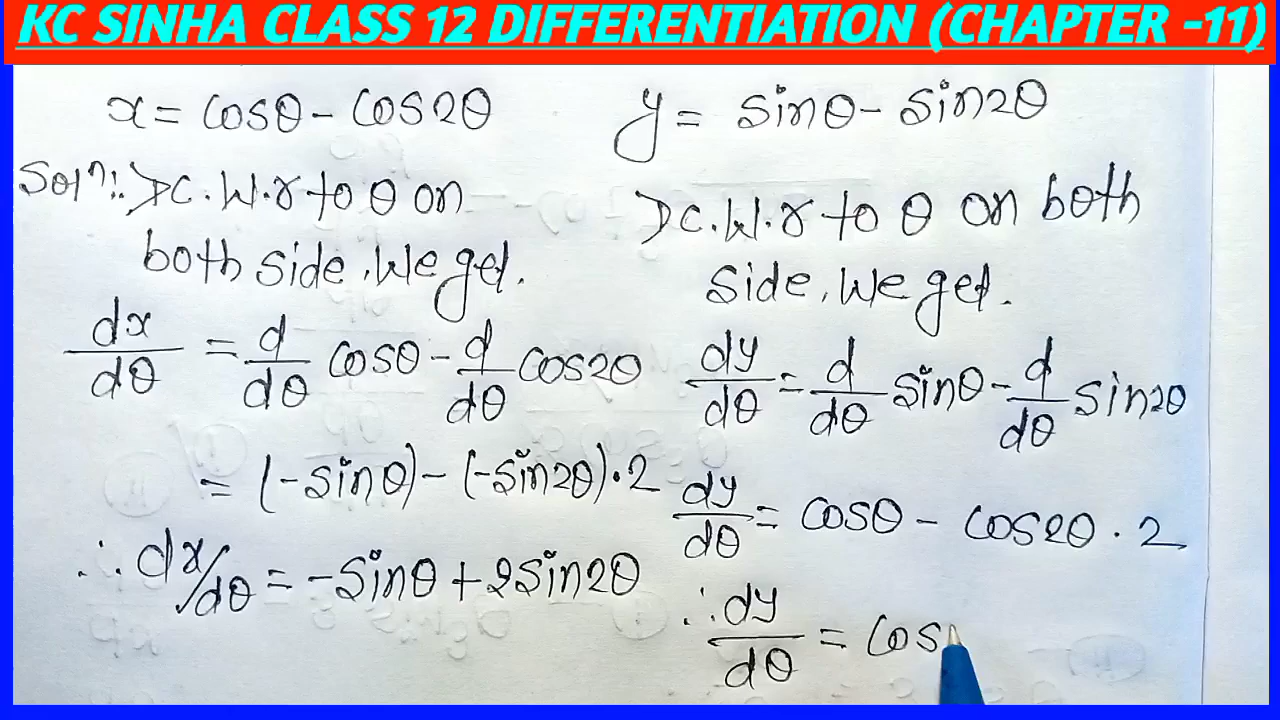 KC SINHA CLASS 12 DIFFERENTIATION (CHAPTER -11)
x = cosθ - cos2θ
Solⁿ:. D.C.W.r to θ on
both side, we get.
dx/dθ = d/dθ cosθ - d/dθ cos2θ
= (-sinθ) - (-sin2θ)·2
∴ dx/dθ = -sinθ + 2sin2θ
y = sinθ - sin2θ
D.C.W.r to θ on both
side, we get.
dy/dθ = d/dθ sinθ - d/dθ sin2θ
dy/dθ = cosθ - cos2θ · 2
∴ dy/dθ = cos